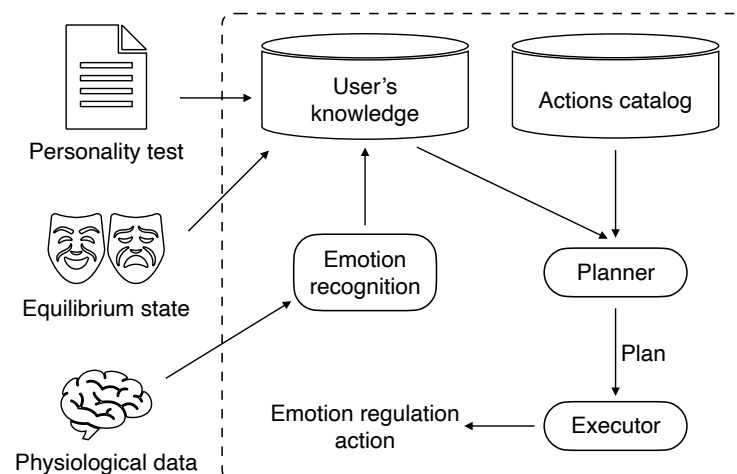 User's
knowledge
Actions catalog
Personality test
Emotion
recognition
Planner
Equilibrium state
Plan
Emotion regulation
action
Executor
Physiological data